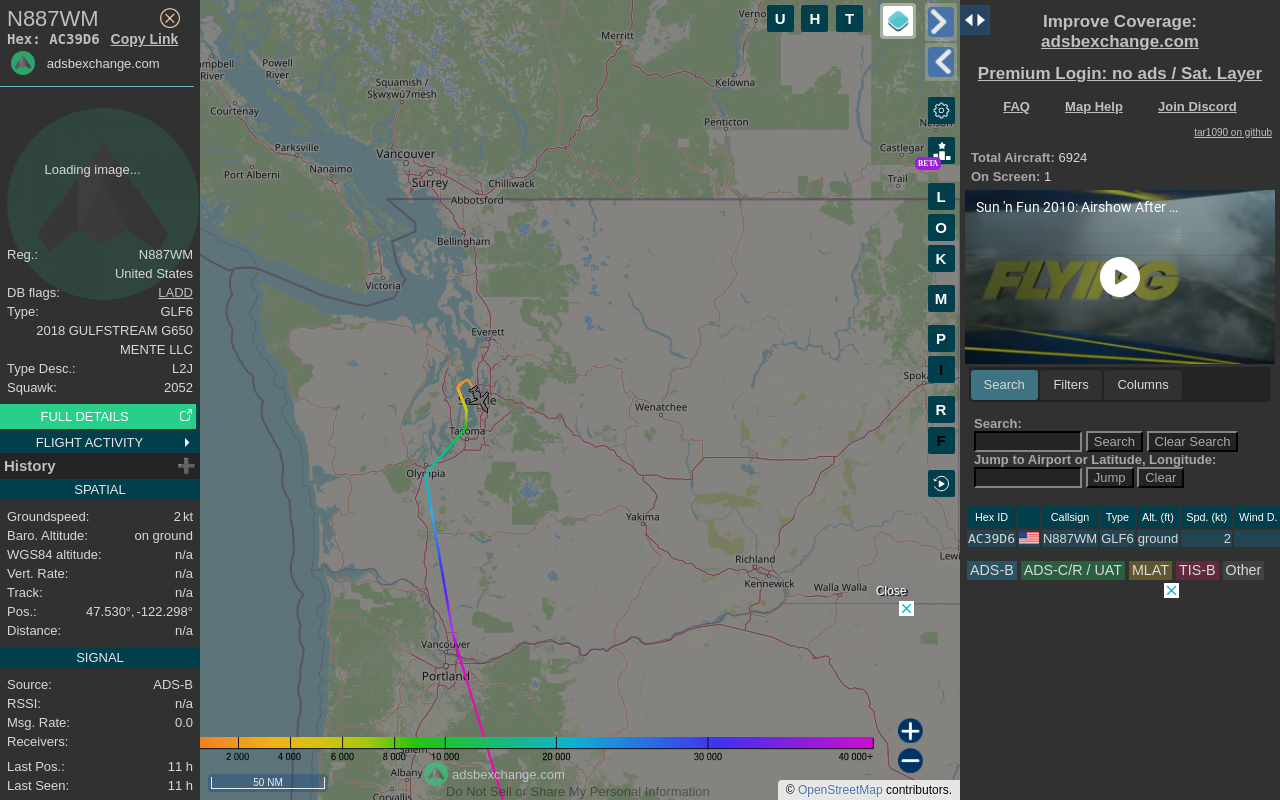 N887WM
Hex: AC39D6 Copy Link
adsbexchange.com
Loading image...
Reg.: N887WM
United States
DB flags: LADD
Type: GLF6
2018 GULFSTREAM G650
MENTE LLC
Type Desc.: L2J
Squawk: 2052
FULL DETAILS
FLIGHT ACTIVITY
History
SPATIAL
Groundspeed: 2 kt
Baro. Altitude: on ground
WGS84 altitude: n/a
Vert. Rate: n/a
Track: n/a
Pos.: 47.530°, -122.298°
Distance: n/a
SIGNAL
Source: ADS-B
RSSI: n/a
Msg. Rate: 0.0
Receivers:
Last Pos.: 11 h
Last Seen: 11 h
U H T
Merritt
Powell
River
River
Squamish /
Sḵwx̱wú7mesh
Kelowna
Courtenay
Penticton
Parksville
Vancouver
Castlegar
Nanaimo
BETA
Port Alberni
Surrey
Chilliwack
Trail
Abbotsford
L
O
Bellingham
K
Victoria
M
Everett
P
I
Wenatchee
R
Tacoma
F
Olympia
Yakima
Richland
Kennewick
Walla Walla
Close
Vancouver
Portland
2 000 4 000 6 000 8 000 10 000 20 000 30 000 40 000+
Albany
adsbexchange.com
50 NM
Do Not Sell or Share My Personal Information
Corvallis
© OpenStreetMap contributors.
Improve Coverage:
adsbexchange.com
Premium Login: no ads / Sat. Layer
FAQ Map Help Join Discord
tar1090 on github
Total Aircraft: 6924
On Screen: 1
Sun 'n Fun 2010: Airshow After ...
FLYING
Search Filters Columns
Search:
Search Clear Search
Jump to Airport or Latitude, Longitude:
Jump Clear
Hex ID Callsign Type Alt. (ft) Spd. (kt) Wind D.
AC39D6 N887WM GLF6 ground 2
ADS-B ADS-C/R / UAT MLAT TIS-B Other